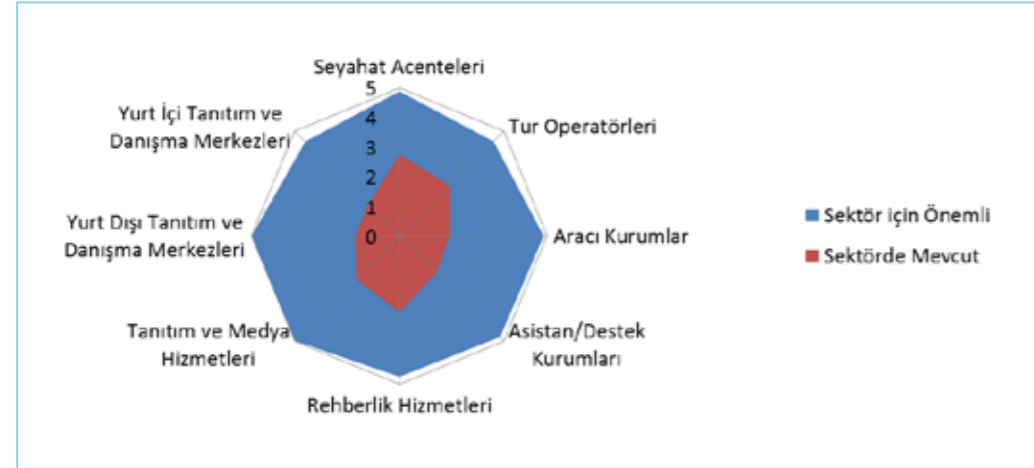 Seyahat Acenteleri
5
4
3
2
1
0
Tur Operatörleri
Aracı Kurumlar
Asistan/Destek
Kurumları
Rehberlik Hizmetleri
Tanıtım ve Medya
Hizmetleri
Yurt Dışı Tanıtım ve
Danışma Merkezleri
Yurt İçi Tanıtım ve
Danışma Merkezleri
Sektör için Önemli
Sektörde Mevcut